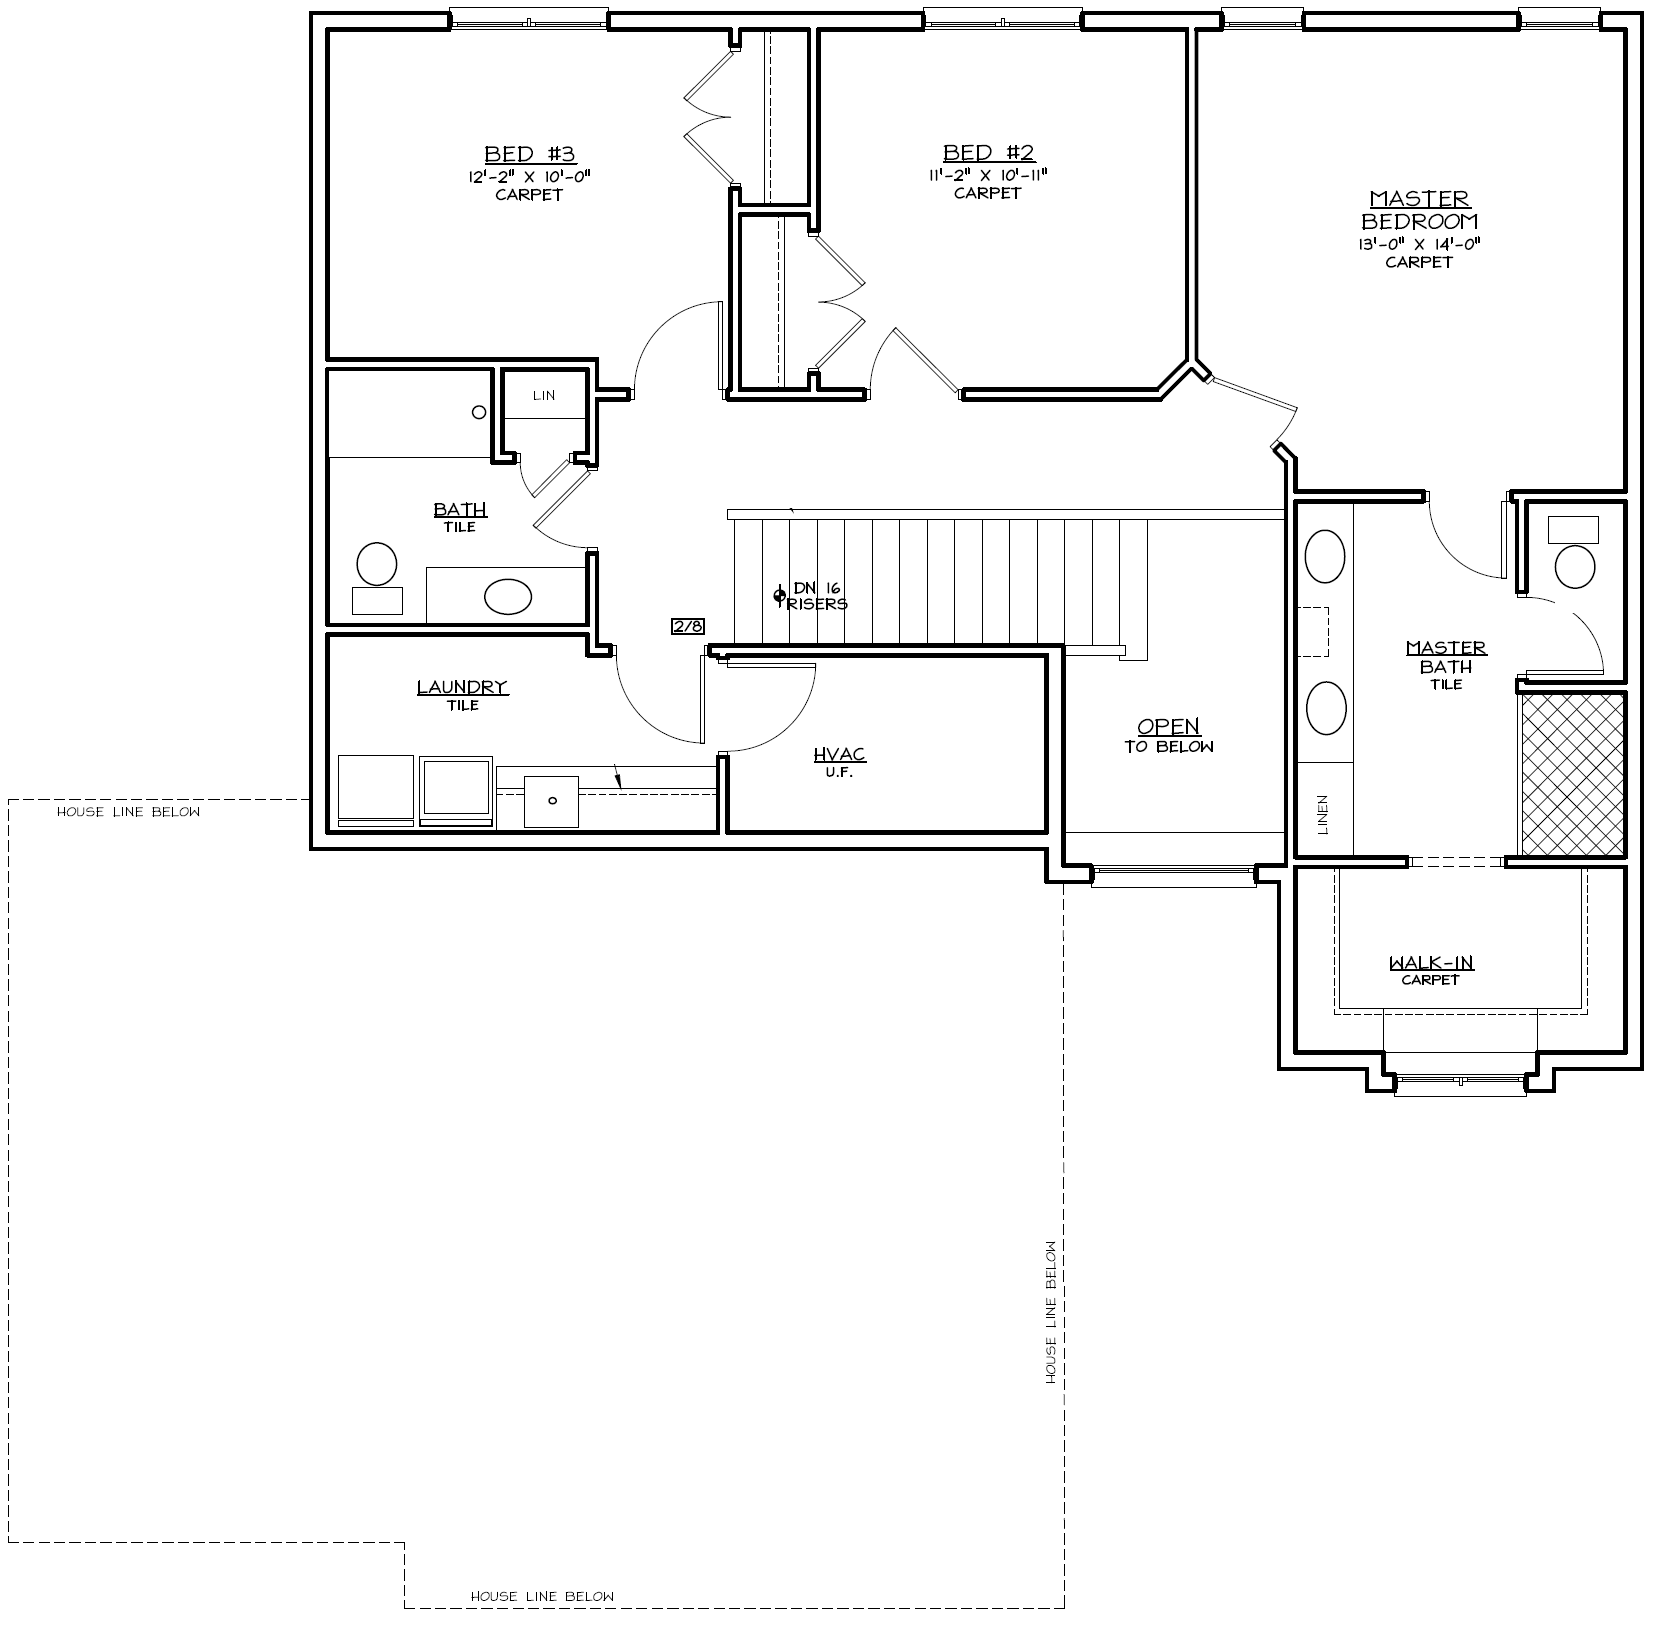 BED #3
12'-2" X 10'-0"
CARPET
BED #2
11'-2" X 10'-11"
CARPET
MASTER
BEDROOM
13'-0" X 14'-0"
CARPET
LIN
BATH
TILE
DN 16
RISERS
2/8
MASTER
BATH
TILE
LAUNDRY
TILE
HVAC
U.F.
OPEN
TO BELOW
LINEN
HOUSE LINE BELOW
WALK-IN
CARPET
HOUSE LINE BELOW
HOUSE LINE BELOW